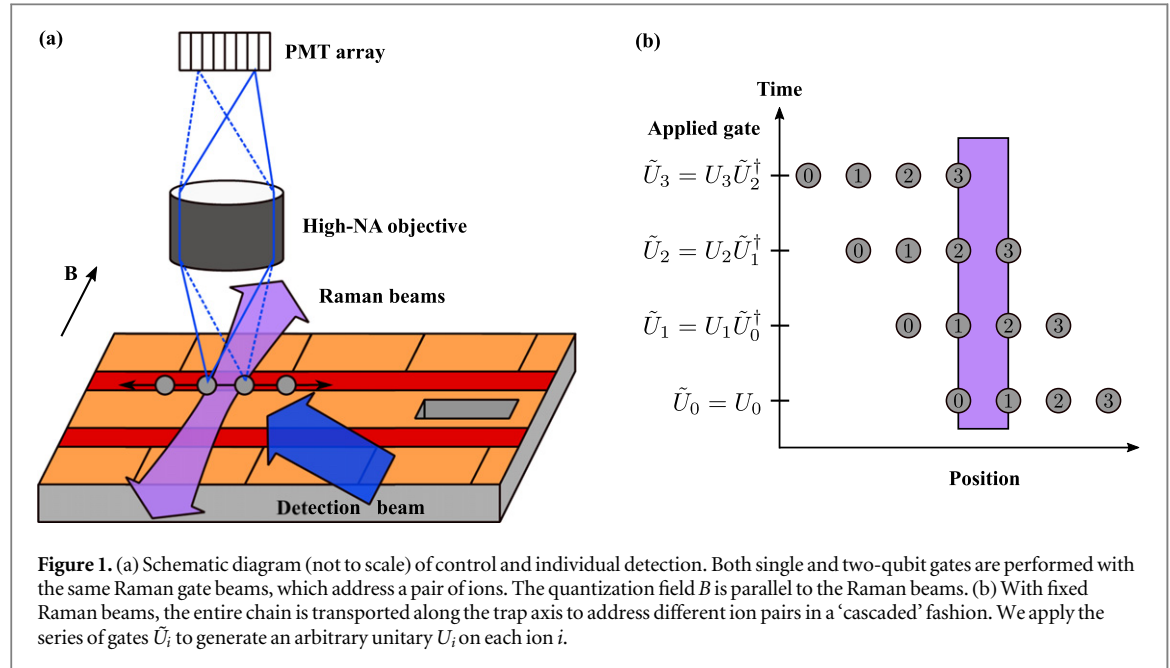 (a)
PMT array
High-NA objective
B
Raman beams
Detection beam
(b)
Time
Applied gate
Ũ₃ = U₃Ũ₂†
0 1 2 3
Ũ₂ = U₂Ũ₁†
0 1 2 3
Ũ₁ = U₁Ũ₀†
0 1 2 3
Ũ₀ = U₀
0 1 2 3
Position
Figure 1. (a) Schematic diagram (not to scale) of control and individual detection. Both single and two-qubit gates are performed with
the same Raman gate beams, which address a pair of ions. The quantization field B is parallel to the Raman beams. (b) With fixed
Raman beams, the entire chain is transported along the trap axis to address different ion pairs in a ‘cascaded’ fashion. We apply the
series of gates Ũᵢ to generate an arbitrary unitary Uᵢ on each ion i.